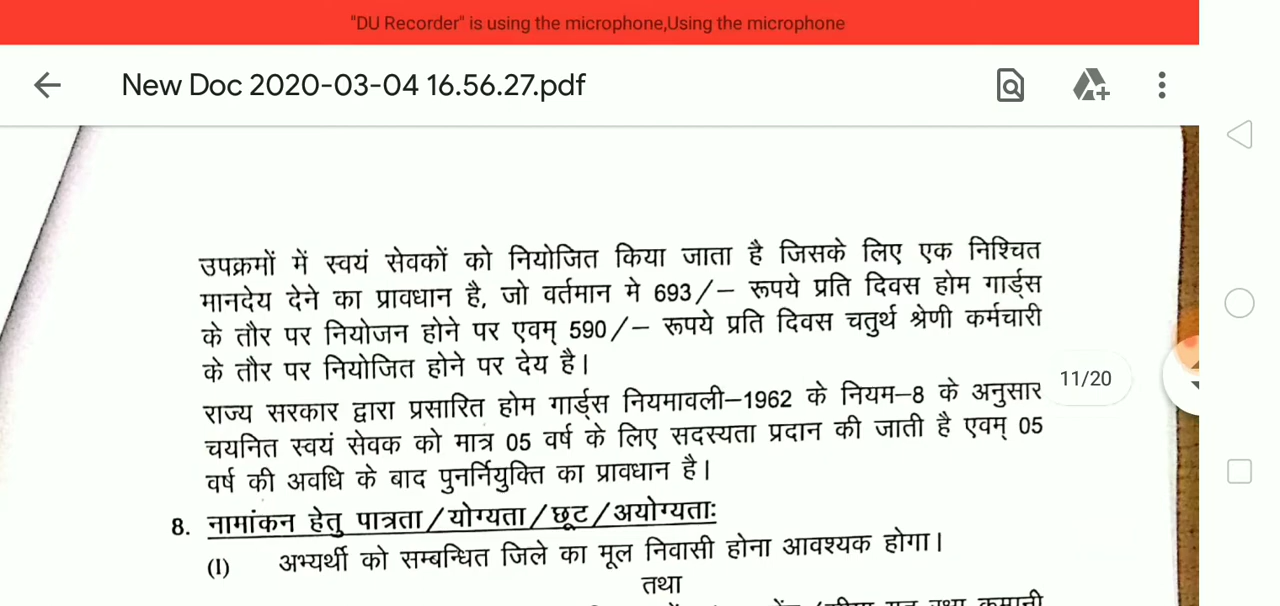 "DU Recorder" is using the microphone,Using the microphone
New Doc 2020-03-04 16.56.27.pdf
उपक्रमों में स्वयं सेवकों को नियोजित किया जाता है जिसके लिए एक निश्चित
मानदेय देने का प्रावधान है, जो वर्तमान मे 693/– रूपये प्रति दिवस होम गार्ड्स
के तौर पर नियोजन होने पर एवम् 590/– रूपये प्रति दिवस चतुर्थ श्रेणी कर्मचारी
के तौर पर नियोजित होने पर देय है।
11/20
राज्य सरकार द्वारा प्रसारित होम गार्ड्स नियमावली–1962 के नियम–8 के अनुसार
चयनित स्वयं सेवक को मात्र 05 वर्ष के लिए सदस्यता प्रदान की जाती है एवम् 05
वर्ष की अवधि के बाद पुनर्नियुक्ति का प्रावधान है।
8. नामांकन हेतु पात्रता/योग्यता/छूट/अयोग्यताः
(I) अभ्यर्थी को सम्बन्धित जिले का मूल निवासी होना आवश्यक होगा।
तथा